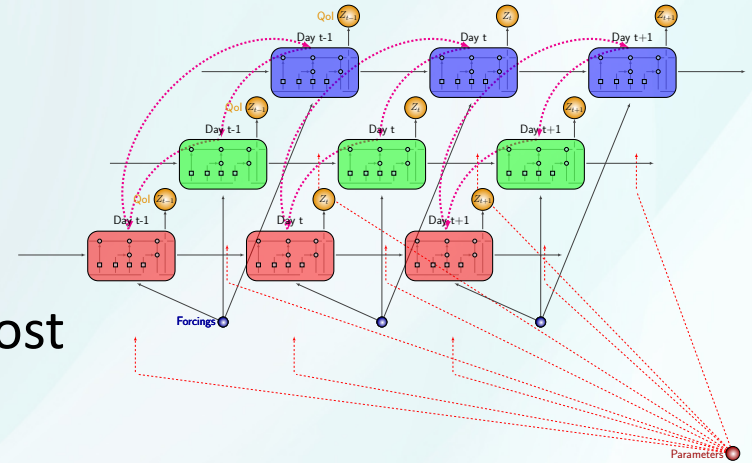 QoI Z_{t-1}
Z_t
Z_{t+1}
Day t-1
Day t
Day t+1
QoI Z_{t-1}
Z_t
Z_{t+1}
Day t-1
Day t
Day t+1
QoI Z_{t-1}
Z_t
Z_{t+1}
Day t-1
Day t
Day t+1
Forcings
ost
Parameters